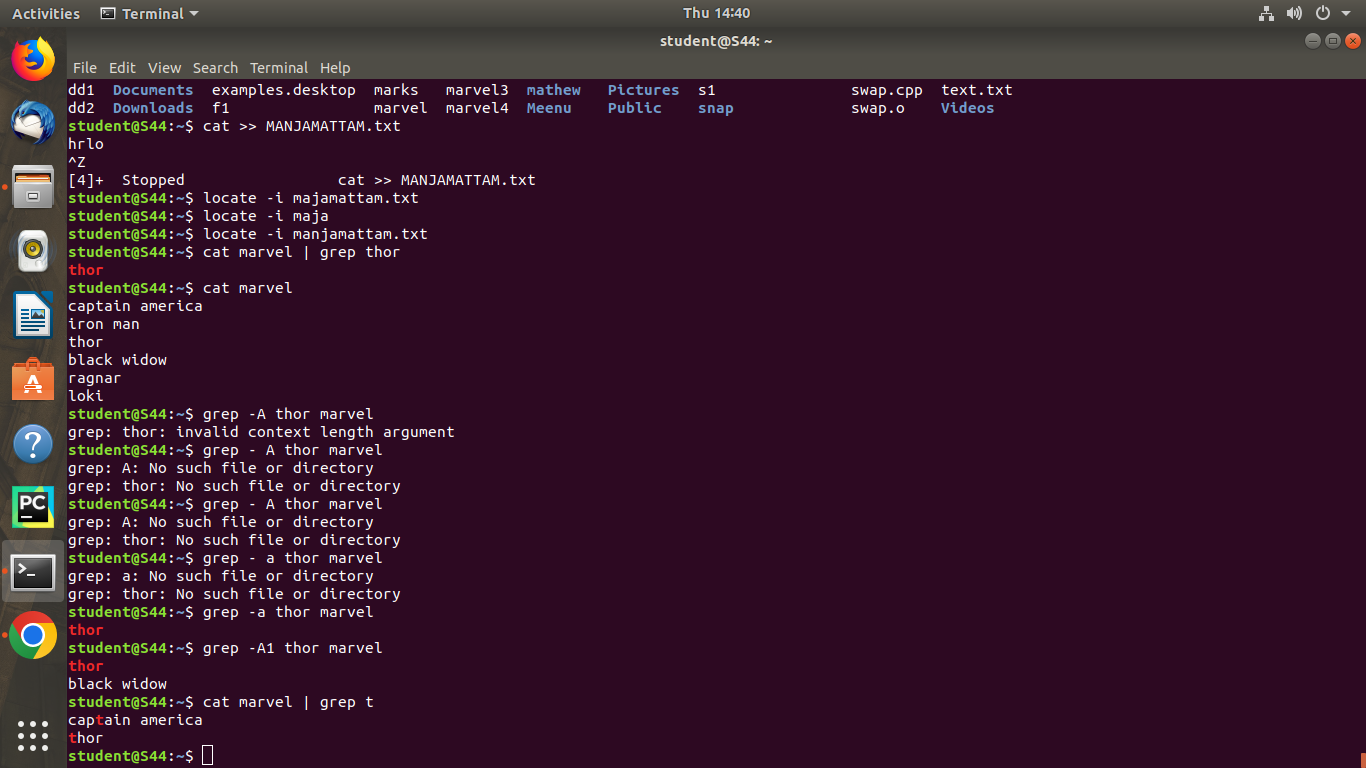 Activities Terminal Thu 14:40
student@S44: ~
File Edit View Search Terminal Help
dd1 Documents examples.desktop marks marvel3 mathew Pictures s1 swap.cpp text.txt
dd2 Downloads f1 marvel marvel4 Meenu Public snap swap.o Videos
student@S44:~$ cat >> MANJAMATTAM.txt
hrlo
^Z
[4]+ Stopped cat >> MANJAMATTAM.txt
student@S44:~$ locate -i majamattam.txt
student@S44:~$ locate -i maja
student@S44:~$ locate -i manjamattam.txt
student@S44:~$ cat marvel | grep thor
thor
student@S44:~$ cat marvel
captain america
iron man
thor
black widow
ragnar
loki
student@S44:~$ grep -A thor marvel
grep: thor: invalid context length argument
student@S44:~$ grep - A thor marvel
grep: A: No such file or directory
grep: thor: No such file or directory
student@S44:~$ grep - A thor marvel
grep: A: No such file or directory
grep: thor: No such file or directory
student@S44:~$ grep - a thor marvel
grep: a: No such file or directory
grep: thor: No such file or directory
student@S44:~$ grep -a thor marvel
thor
student@S44:~$ grep -A1 thor marvel
thor
black widow
student@S44:~$ cat marvel | grep t
captain america
thor
student@S44:~$
PC